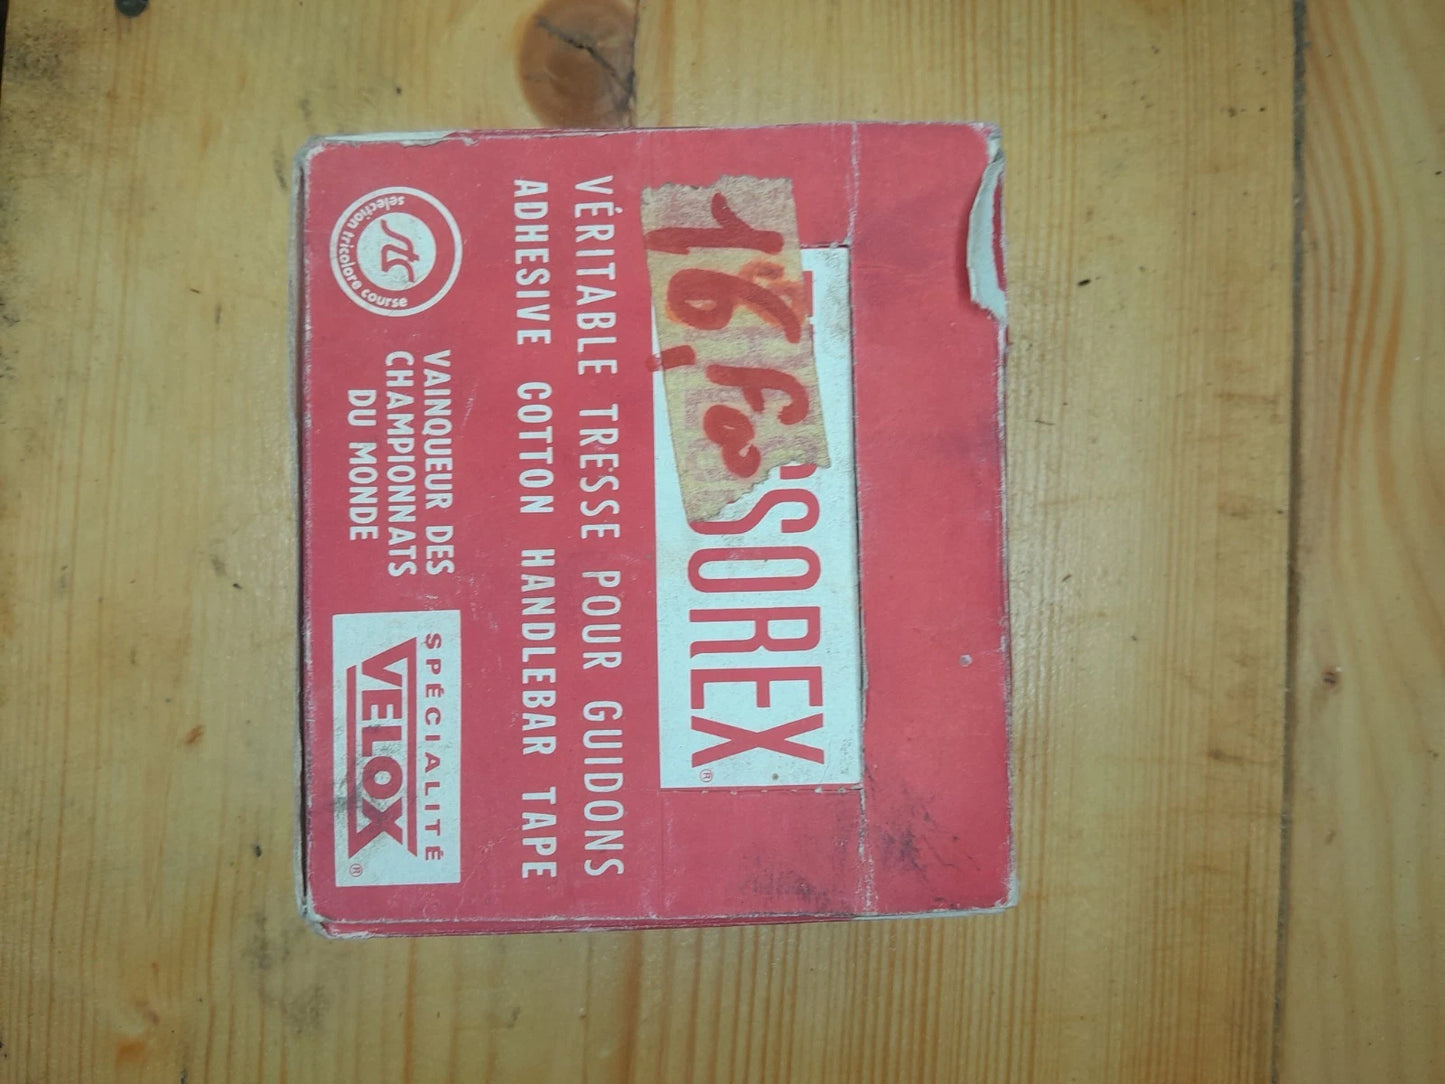 16,
SOREX®
VÉRITABLE TRESSE POUR GUIDONS
ADHESIVE COTTON HANDLEBAR TAPE
selection tricolore course
stc
VAINQUEUR DES
CHAMPIONNATS
DU MONDE
SPÉCIALITÉ
VELOX®